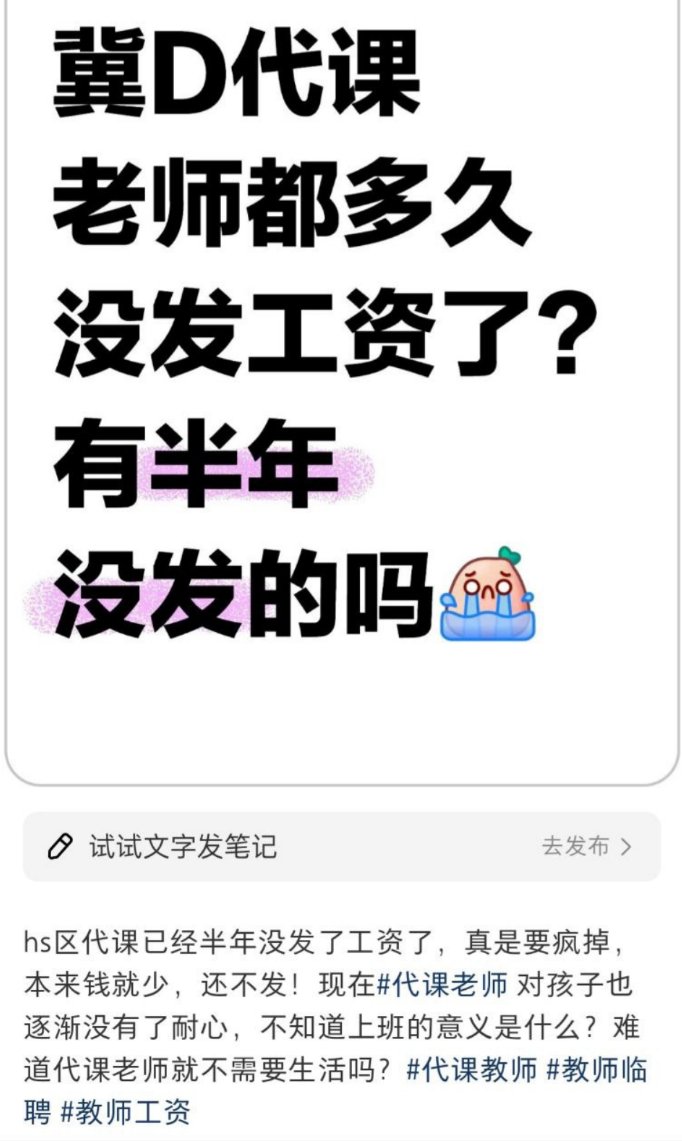 冀D代课
老师都多久
没发工资了？
有半年
没发的吗
试试文字发笔记
去发布
hs区代课已经半年没发了工资了，真是要疯掉，
本来钱就少，还不发！现在#代课老师 对孩子也
逐渐没有了耐心，不知道上班的意义是什么？难
道代课老师就不需要生活吗？#代课教师 #教师临
聘 #教师工资